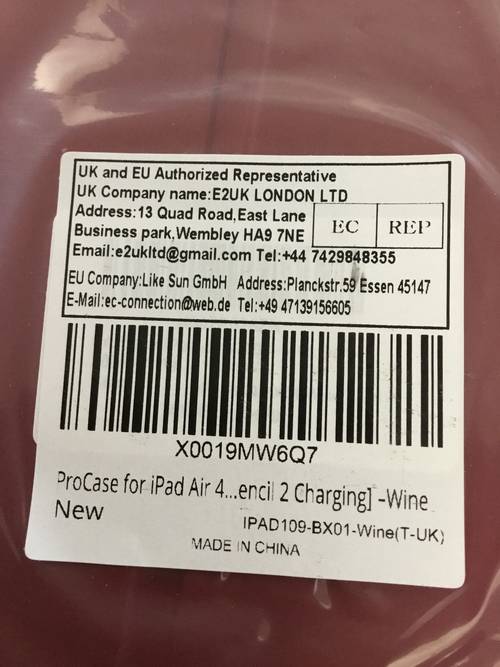 UK and EU Authorized Representative
UK Company name:E2UK LONDON LTD
Address:13 Quad Road,East Lane
Business park,Wembley HA9 7NE
EC REP
Email:e2ukltd@gmail.com Tel:+44 7429848355
EU Company:Like Sun GmbH Address:Planckstr.59 Essen 45147
E-Mail:ec-connection@web.de Tel:+49 47139156605
X0019MW6Q7
ProCase for iPad Air 4...encil 2 Charging] -Wine
New
IPAD109-BX01-Wine(T-UK)
MADE IN CHINA